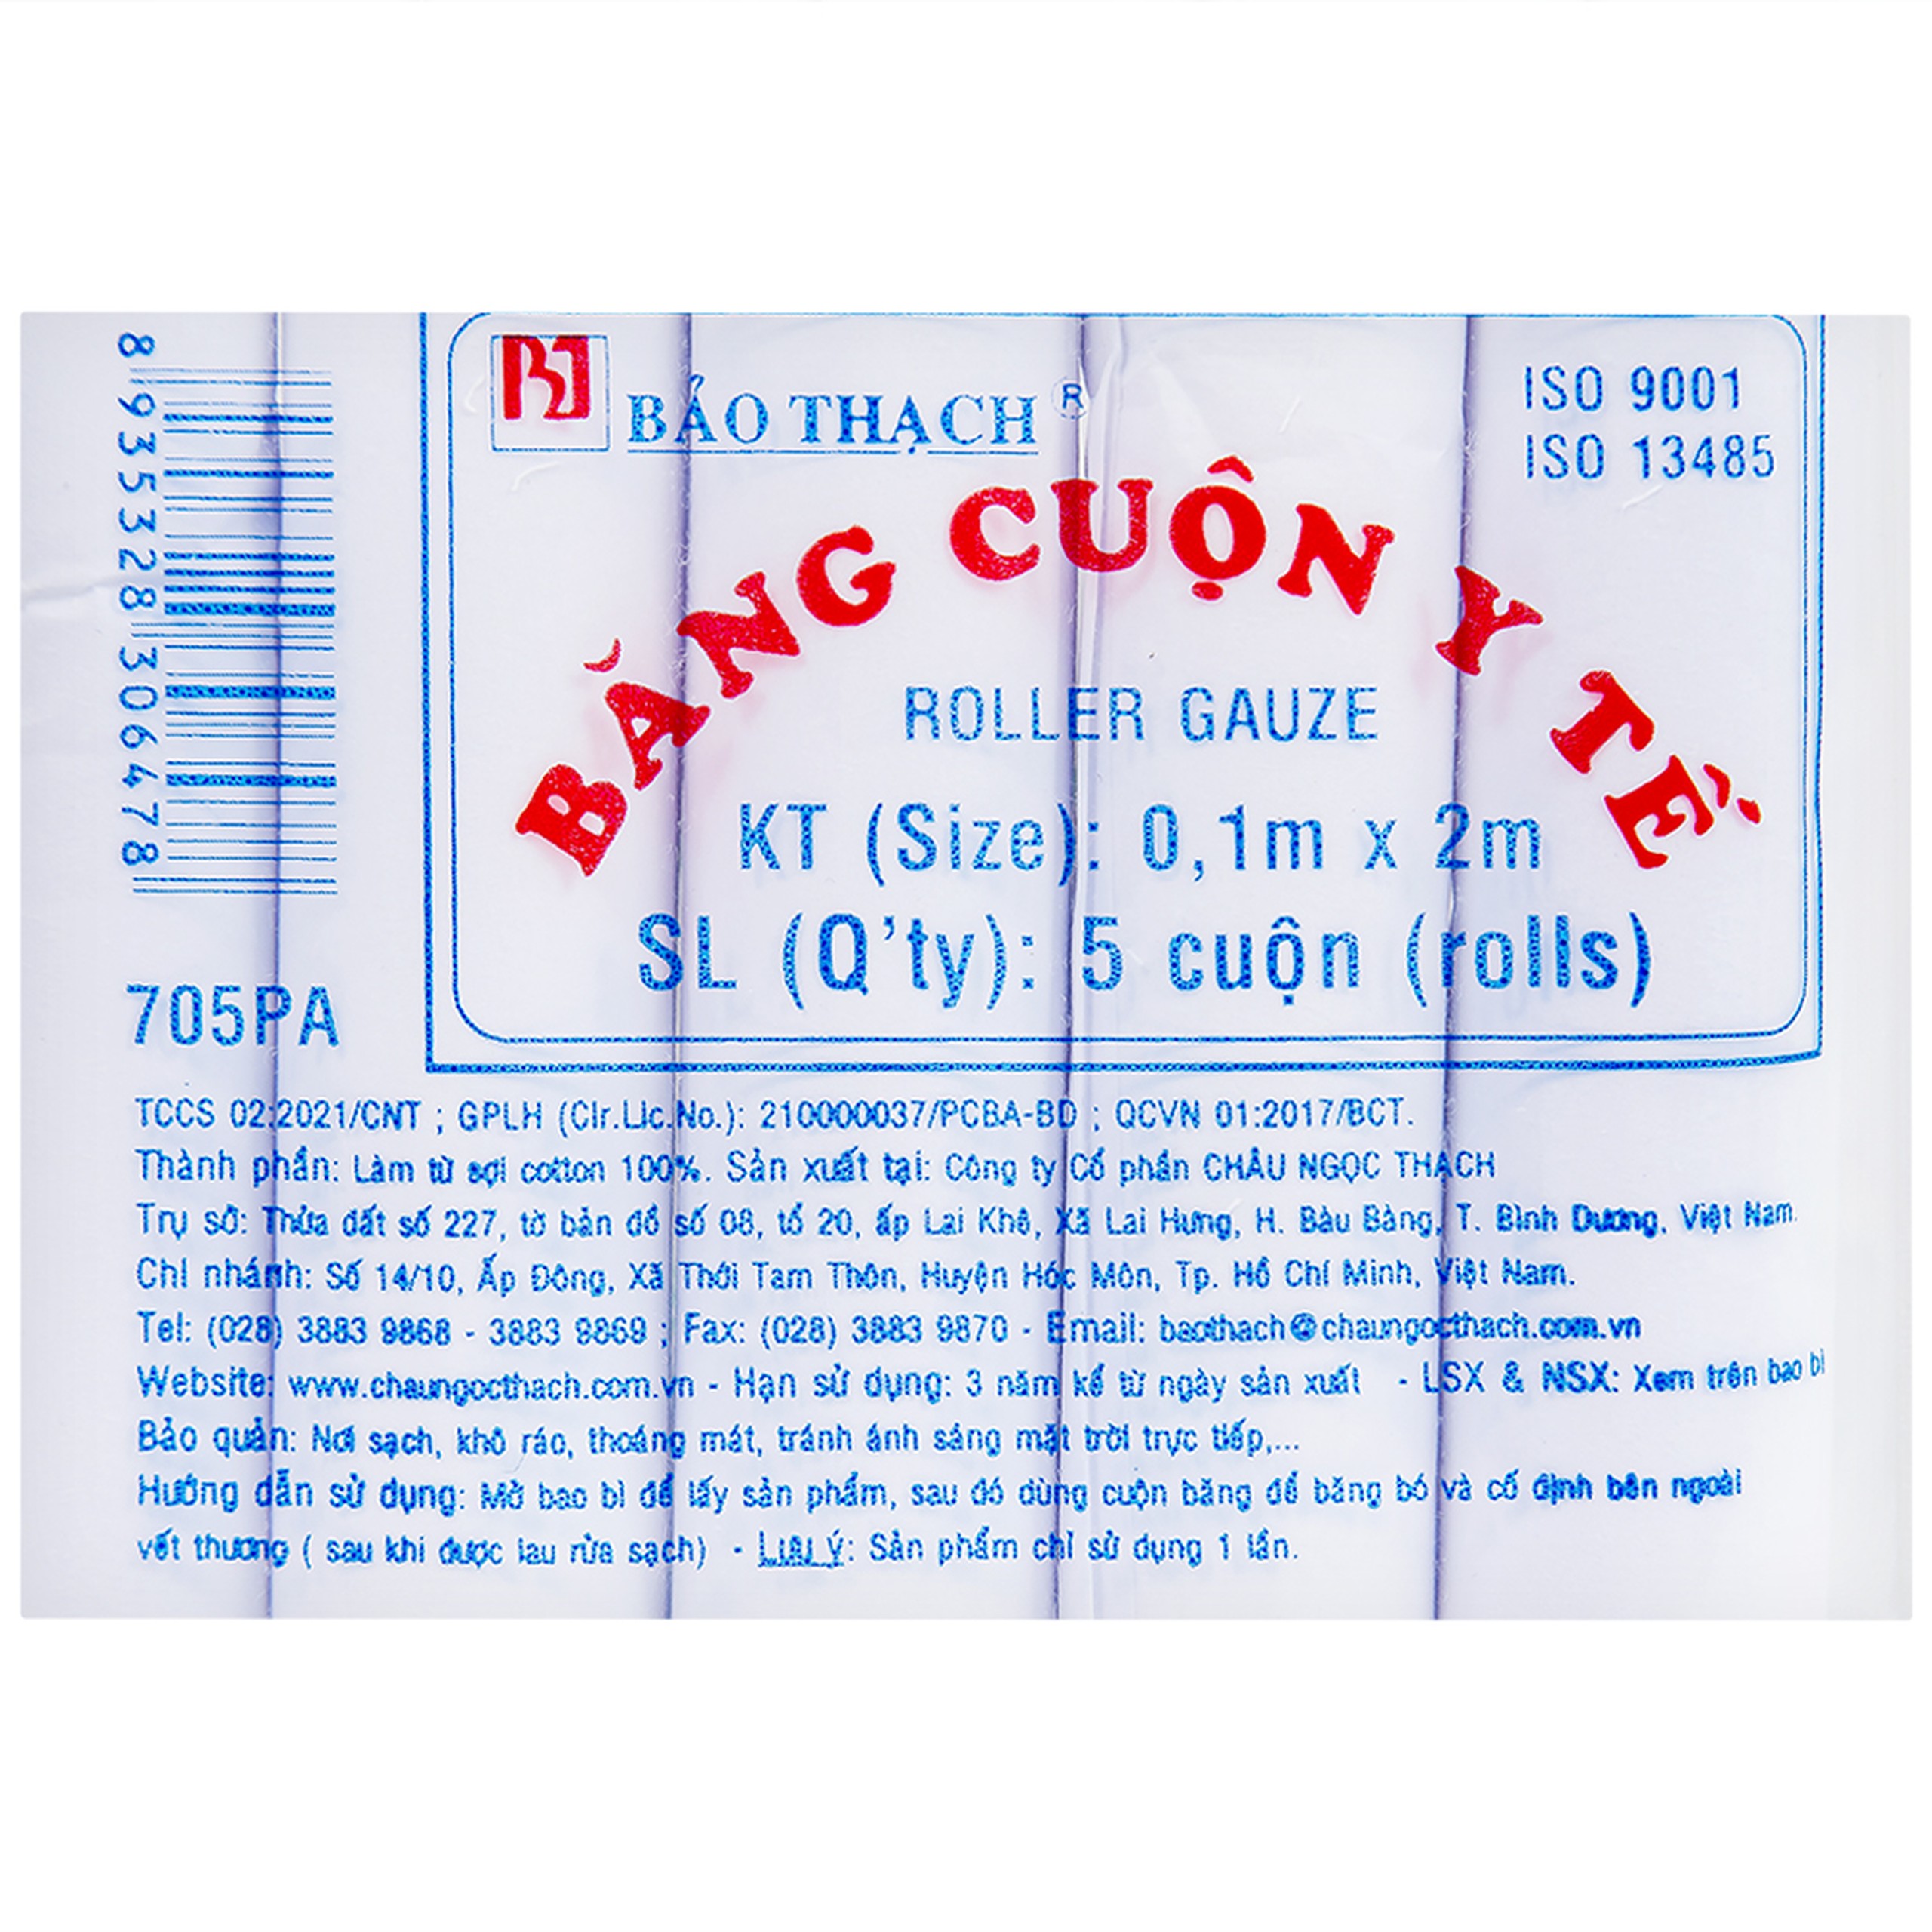 8 935328 306478
705PA
BẢO THẠCH ®
ISO 9001
ISO 13485
BĂNG CUỘN Y TẾ
ROLLER GAUZE
KT (Size): 0,1m x 2m
SL (Q'ty): 5 cuộn (rolls)
TCCS 02:2021/CNT ; GPLH (Clr.Lic.No.): 210000037/PCBA-BD ; QCVN 01:2017/BCT.
Thành phần: Làm từ sợi cotton 100%. Sản xuất tại: Công ty Cổ phần CHÂU NGỌC THẠCH
Trụ sở: Thửa đất số 227, tờ bản đồ số 08, tổ 20, ấp Lai Khê, Xã Lai Hưng, H. Bàu Bàng, T. Bình Dương, Việt Nam.
Chi nhánh: Số 14/10, Ấp Đông, Xã Thới Tam Thôn, Huyện Hóc Môn, Tp. Hồ Chí Minh, Việt Nam.
Tel: (028) 3883 9868 - 3883 9869 ; Fax: (028) 3883 9870 - Email: baothach@chaungocthach.com.vn
Website: www.chaungocthach.com.vn - Hạn sử dụng: 3 năm kể từ ngày sản xuất - LSX & NSX: Xem trên bao bì
Bảo quản: Nơi sạch, khô ráo, thoáng mát, tránh ánh sáng mặt trời trực tiếp,...
Hướng dẫn sử dụng: Mở bao bì để lấy sản phẩm, sau đó dùng cuộn băng để băng bó và cố định bên ngoài
vết thương ( sau khi được lau rửa sạch) - Lưu ý: Sản phẩm chỉ sử dụng 1 lần.